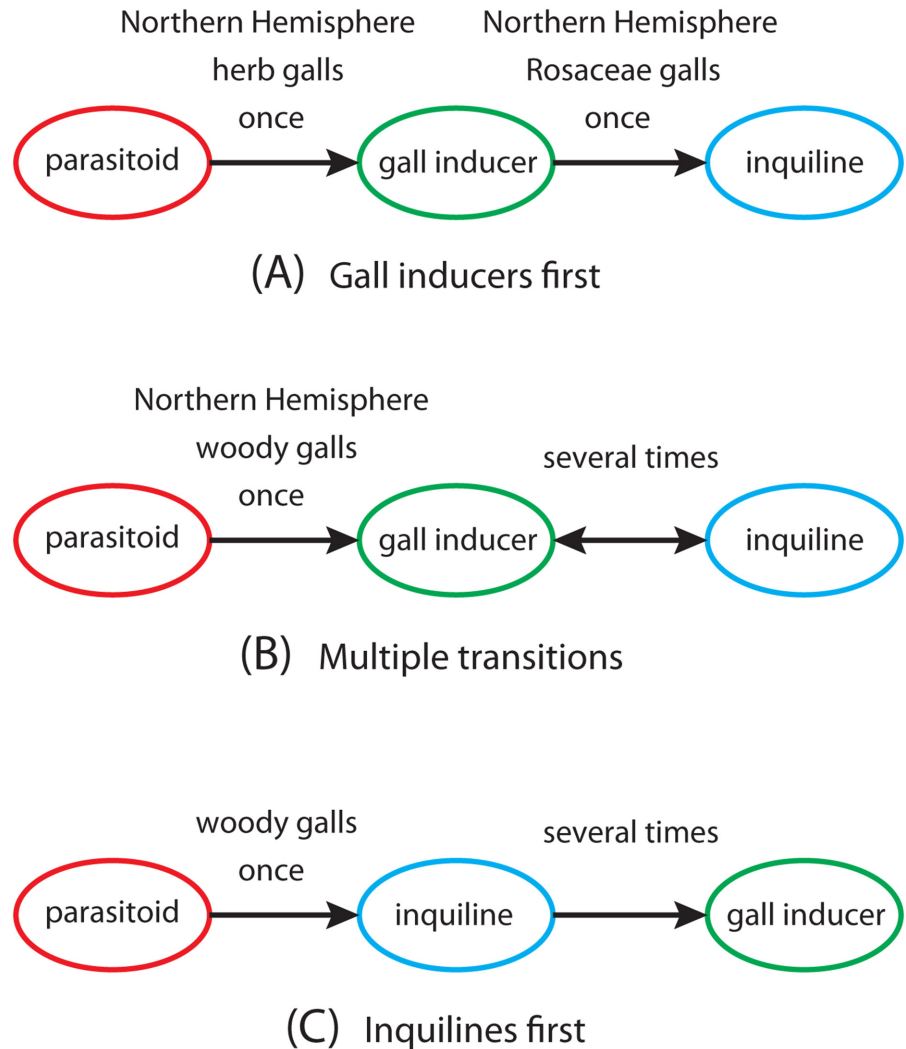 Northern Hemisphere
herb galls
once
Northern Hemisphere
Rosaceae galls
once
parasitoid
gall inducer
inquiline
(A) Gall inducers first
Northern Hemisphere
woody galls
once
several times
parasitoid
gall inducer
inquiline
(B) Multiple transitions
woody galls
once
several times
parasitoid
inquiline
gall inducer
(C) Inquilines first